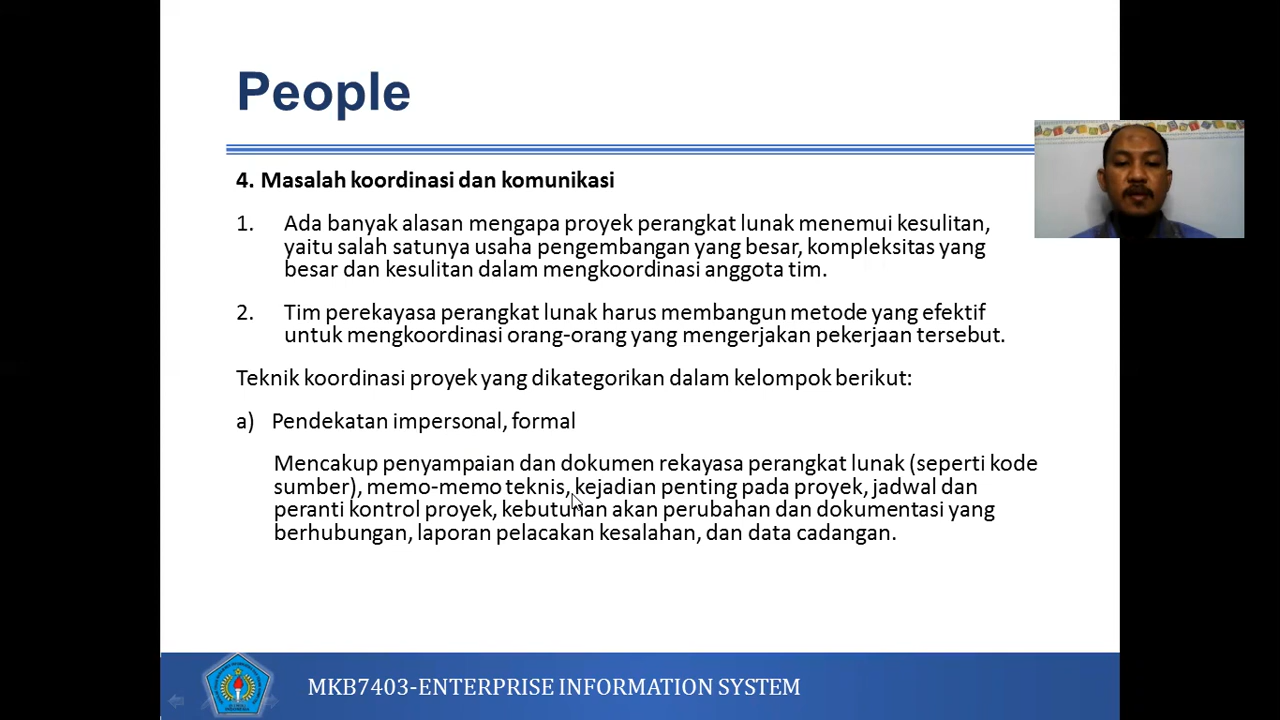 People
4. Masalah koordinasi dan komunikasi
1. Ada banyak alasan mengapa proyek perangkat lunak menemui kesulitan,
yaitu salah satunya usaha pengembangan yang besar, kompleksitas yang
besar dan kesulitan dalam mengkoordinasi anggota tim.
2. Tim perekayasa perangkat lunak harus membangun metode yang efektif
untuk mengkoordinasi orang-orang yang mengerjakan pekerjaan tersebut.
Teknik koordinasi proyek yang dikategorikan dalam kelompok berikut:
a) Pendekatan impersonal, formal
Mencakup penyampaian dan dokumen rekayasa perangkat lunak (seperti kode
sumber), memo-memo teknis, kejadian penting pada proyek, jadwal dan
peranti kontrol proyek, kebutuhan akan perubahan dan dokumentasi yang
berhubungan, laporan pelacakan kesalahan, dan data cadangan.
MKB7403-ENTERPRISE INFORMATION SYSTEM